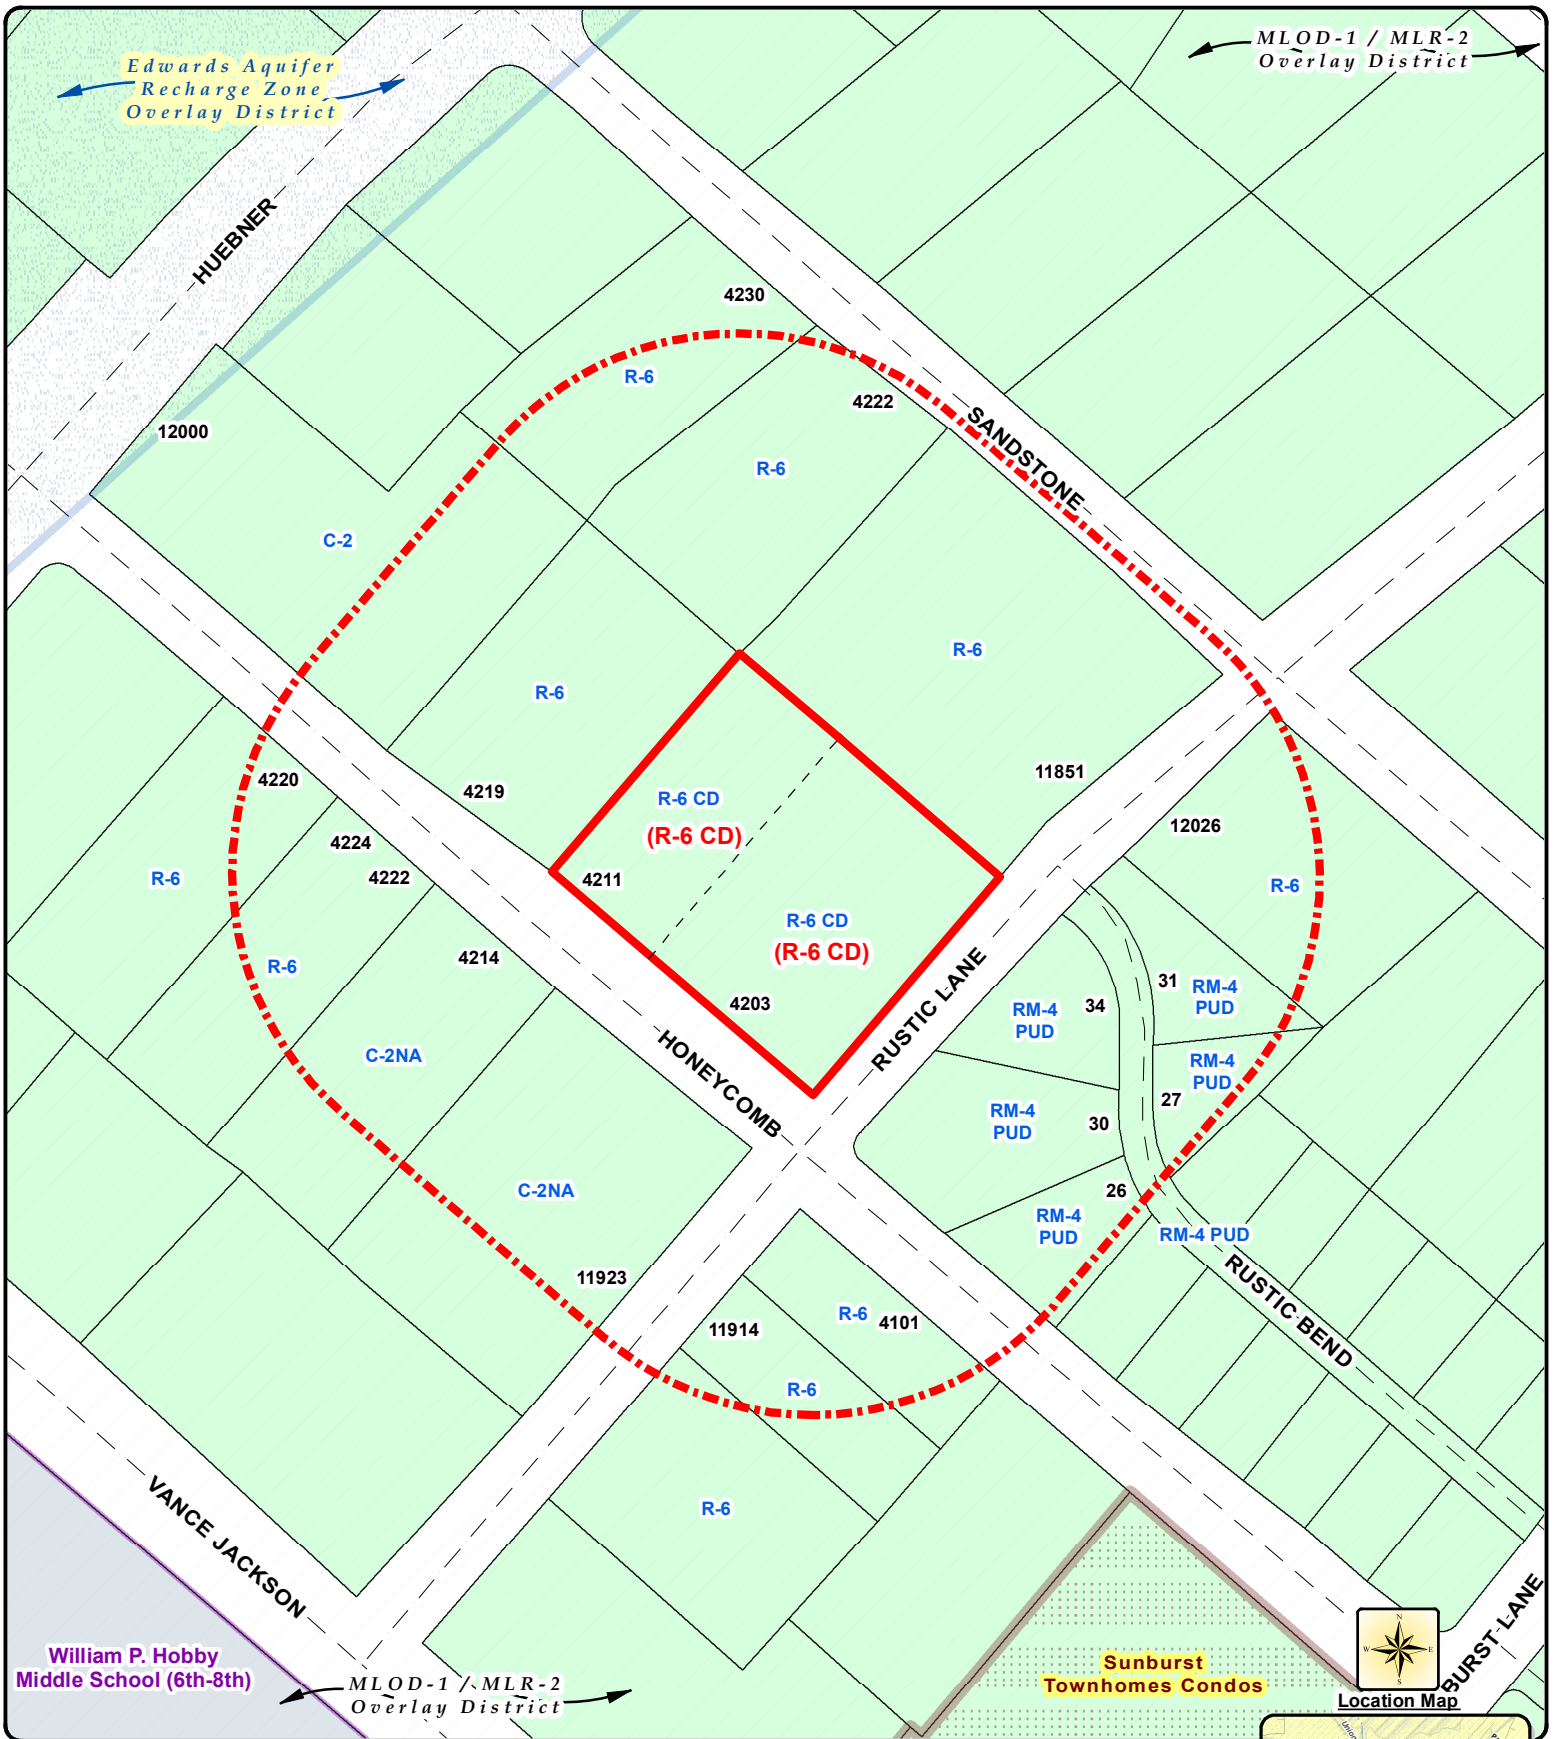 Edwards Aquifer
Recharge Zone
Overlay District
MLOD-1 / MLR-2
Overlay District
HUEBNER
4230
R-6
4222
SANDSTONE
12000
R-6
C-2
R-6
R-6
4220
4219
11851
R-6 CD
(R-6 CD)
12026
4224
4222
R-6
4211
R-6
R-6 CD
(R-6 CD)
4214
R-6
31
RM-4
PUD
34
RM-4
PUD
4203
RUSTIC LANE
HONEYCOMB
C-2NA
RM-4
PUD
27
RM-4
PUD
30
C-2NA
26
RM-4
PUD
RM-4 PUD
11923
RUSTIC BEND
R-6
4101
11914
R-6
R-6
VANCE JACKSON
BURST LANE
William P. Hobby
Middle School (6th-8th)
MLOD-1 / MLR-2
Overlay District
Sunburst
Townhomes Condos
N
W
E
S
Location Map